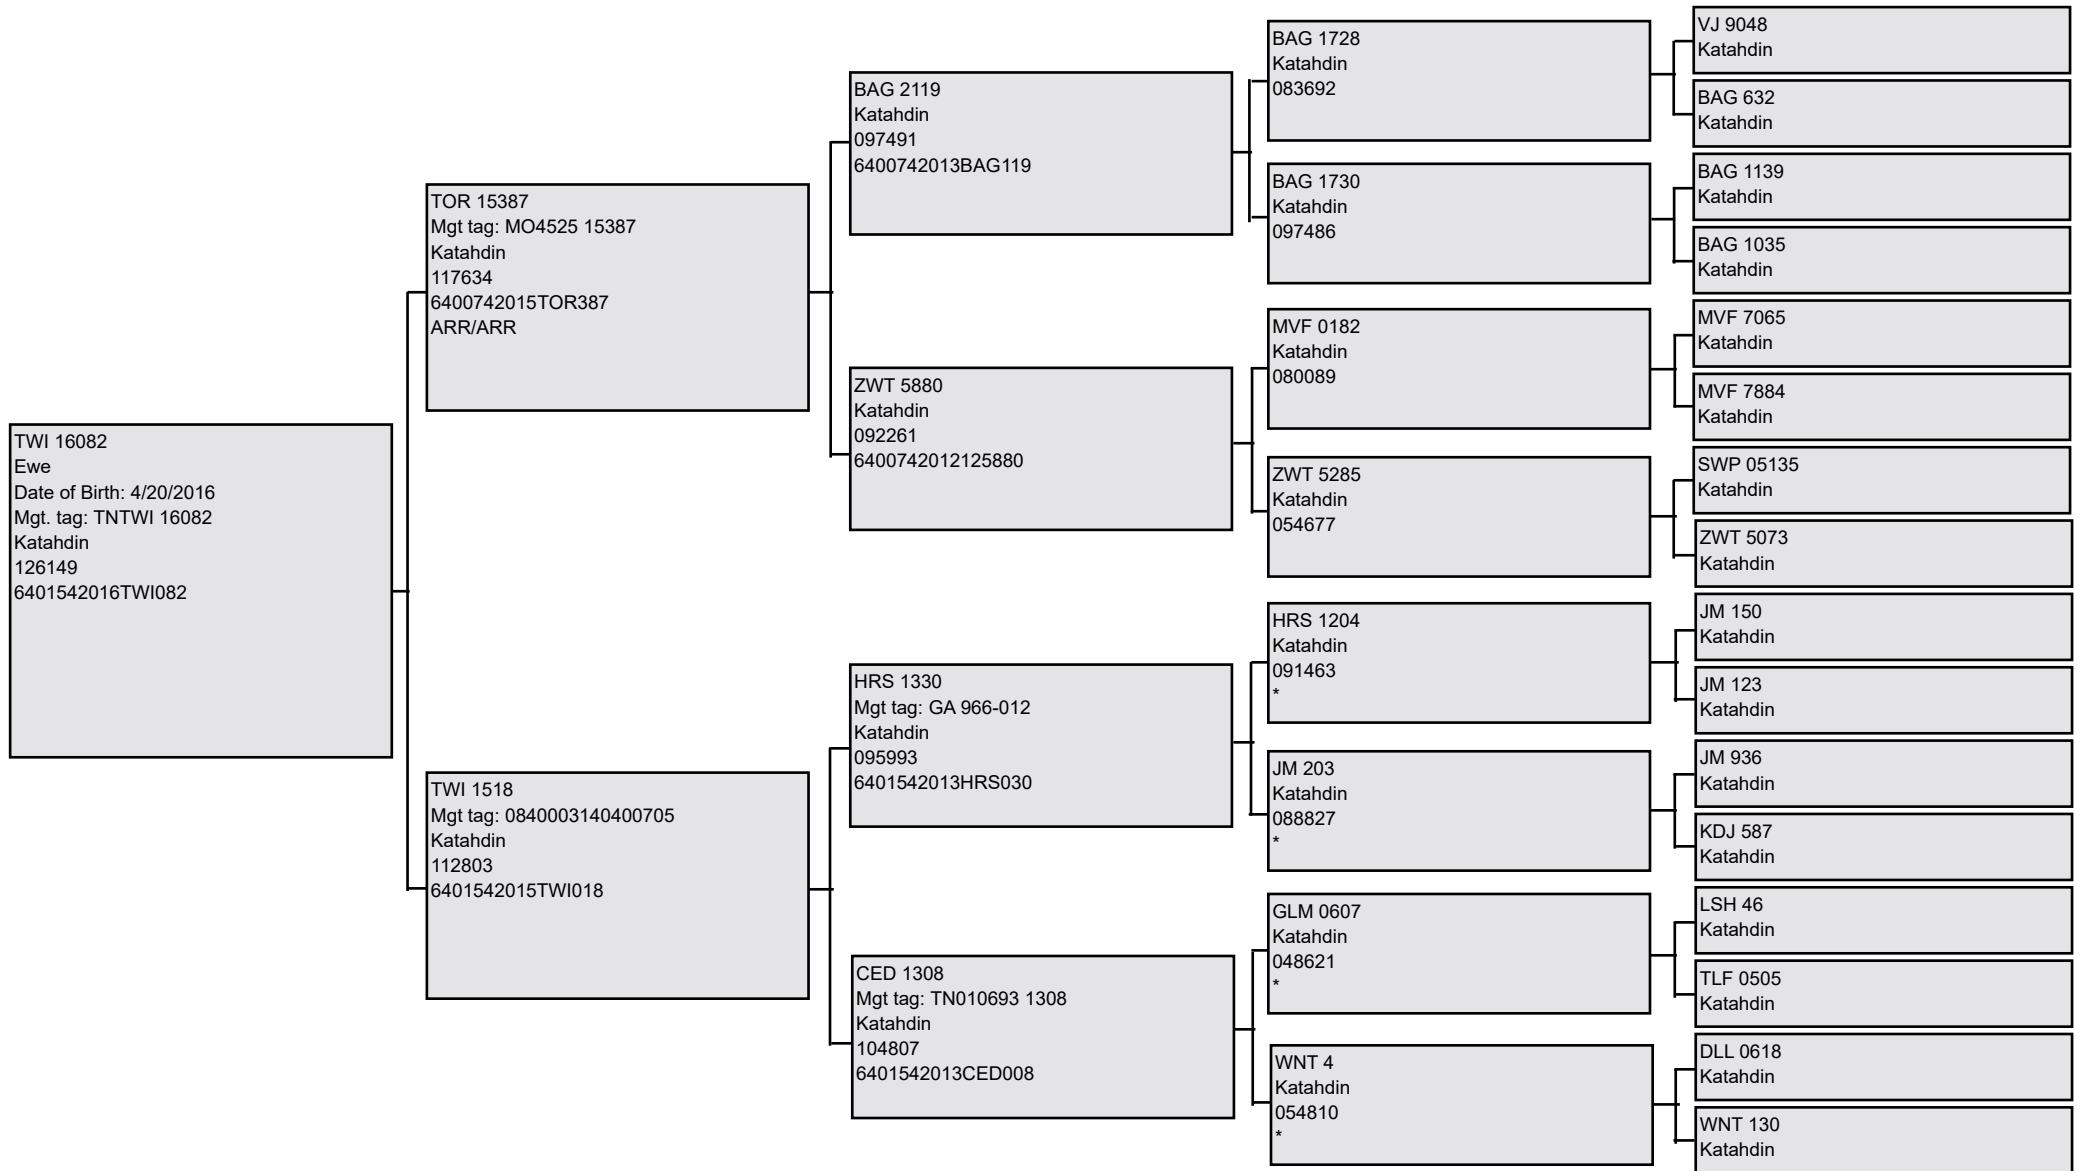 TWI 16082
Ewe
Date of Birth: 4/20/2016
Mgt. tag: TNTWI 16082
Katahdin
126149
6401542016TWI082
TOR 15387
Mgt tag: MO4525 15387
Katahdin
117634
6400742015TOR387
ARR/ARR
TWI 1518
Mgt tag: 0840003140400705
Katahdin
112803
6401542015TWI018
BAG 2119
Katahdin
097491
6400742013BAG119
ZWT 5880
Katahdin
092261
6400742012125880
HRS 1330
Mgt tag: GA 966-012
Katahdin
095993
6401542013HRS030
CED 1308
Mgt tag: TN010693 1308
Katahdin
104807
6401542013CED008
BAG 1728
Katahdin
083692
BAG 1730
Katahdin
097486
MVF 0182
Katahdin
080089
ZWT 5285
Katahdin
054677
HRS 1204
Katahdin
091463
*
JM 203
Katahdin
088827
*
GLM 0607
Katahdin
048621
*
WNT 4
Katahdin
054810
*
VJ 9048
Katahdin
BAG 632
Katahdin
BAG 1139
Katahdin
BAG 1035
Katahdin
MVF 7065
Katahdin
MVF 7884
Katahdin
SWP 05135
Katahdin
ZWT 5073
Katahdin
JM 150
Katahdin
JM 123
Katahdin
JM 936
Katahdin
KDJ 587
Katahdin
LSH 46
Katahdin
TLF 0505
Katahdin
DLL 0618
Katahdin
WNT 130
Katahdin